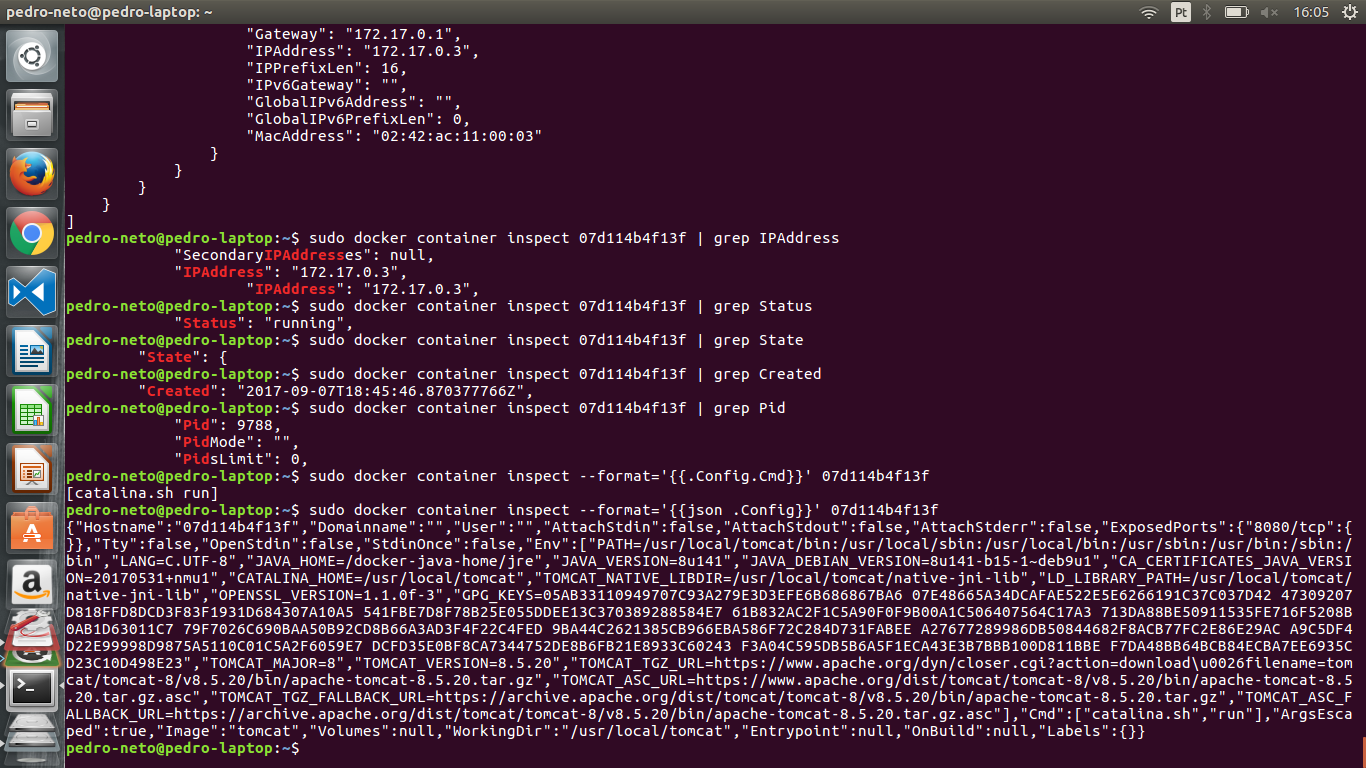 pedro-neto@pedro-laptop: ~
Pt
16:05
"Gateway": "172.17.0.1",
"IPAddress": "172.17.0.3",
"IPPrefixLen": 16,
"IPv6Gateway": "",
"GlobalIPv6Address": "",
"GlobalIPv6PrefixLen": 0,
"MacAddress": "02:42:ac:11:00:03"
}
}
}
}
]
pedro-neto@pedro-laptop:~$ sudo docker container inspect 07d114b4f13f | grep IPAddress
"SecondaryIPAddresses": null,
"IPAddress": "172.17.0.3",
"IPAddress": "172.17.0.3",
pedro-neto@pedro-laptop:~$ sudo docker container inspect 07d114b4f13f | grep Status
"Status": "running",
pedro-neto@pedro-laptop:~$ sudo docker container inspect 07d114b4f13f | grep State
"State": {
pedro-neto@pedro-laptop:~$ sudo docker container inspect 07d114b4f13f | grep Created
"Created": "2017-09-07T18:45:46.870377766Z",
pedro-neto@pedro-laptop:~$ sudo docker container inspect 07d114b4f13f | grep Pid
"Pid": 9788,
"PidMode": "",
"PidsLimit": 0,
pedro-neto@pedro-laptop:~$ sudo docker container inspect --format='{{.Config.Cmd}}' 07d114b4f13f
[catalina.sh run]
pedro-neto@pedro-laptop:~$ sudo docker container inspect --format='{{json .Config}}' 07d114b4f13f
{"Hostname":"07d114b4f13f","Domainname":"","User":"","AttachStdin":false,"AttachStdout":false,"AttachStderr":false,"ExposedPorts":{"8080/tcp":{
}},"Tty":false,"OpenStdin":false,"StdinOnce":false,"Env":["PATH=/usr/local/tomcat/bin:/usr/local/sbin:/usr/local/bin:/usr/sbin:/usr/bin:/sbin:/
bin","LANG=C.UTF-8","JAVA_HOME=/docker-java-home/jre","JAVA_VERSION=8u141","JAVA_DEBIAN_VERSION=8u141-b15-1~deb9u1","CA_CERTIFICATES_JAVA_VERSI
ON=20170531+nmu1","CATALINA_HOME=/usr/local/tomcat","TOMCAT_NATIVE_LIBDIR=/usr/local/tomcat/native-jni-lib","LD_LIBRARY_PATH=/usr/local/tomcat/
native-jni-lib","OPENSSL_VERSION=1.1.0f-3","GPG_KEYS=05AB33110949707C93A279E3D3EFE6B686867BA6 07E48665A34DCAFAE522E5E6266191C37C037D42 47309207
D818FFD8DCD3F83F1931D684307A10A5 541FBE7D8F78B25E055DDEE13C370389288584E7 61B832AC2F1C5A90F0F9B00A1C506407564C17A3 713DA88BE50911535FE716F5208B
0AB1D63011C7 79F7026C690BAA50B92CD8B66A3AD3F4F22C4FED 9BA44C2621385CB966EBA586F72C284D731FABEE A27677289986DB50844682F8ACB77FC2E86E29AC A9C5DF4
D22E99998D9875A5110C01C5A2F6059E7 DCFD35E0BF8CA7344752DE8B6FB21E8933C60243 F3A04C595DB5B6A5F1ECA43E3B7BBB100D811BBE F7DA48BB64BCB84ECBA7EE6935C
D23C10D498E23","TOMCAT_MAJOR=8","TOMCAT_VERSION=8.5.20","TOMCAT_TGZ_URL=https://www.apache.org/dyn/closer.cgi?action=download\u0026filename=tom
cat/tomcat-8/v8.5.20/bin/apache-tomcat-8.5.20.tar.gz","TOMCAT_ASC_URL=https://www.apache.org/dist/tomcat/tomcat-8/v8.5.20/bin/apache-tomcat-8.5
.20.tar.gz.asc","TOMCAT_TGZ_FALLBACK_URL=https://archive.apache.org/dist/tomcat/tomcat-8/v8.5.20/bin/apache-tomcat-8.5.20.tar.gz","TOMCAT_ASC_F
ALLBACK_URL=https://archive.apache.org/dist/tomcat/tomcat-8/v8.5.20/bin/apache-tomcat-8.5.20.tar.gz.asc"],"Cmd":["catalina.sh","run"],"ArgsEsca
ped":true,"Image":"tomcat","Volumes":null,"WorkingDir":"/usr/local/tomcat","Entrypoint":null,"OnBuild":null,"Labels":{}}
pedro-neto@pedro-laptop:~$